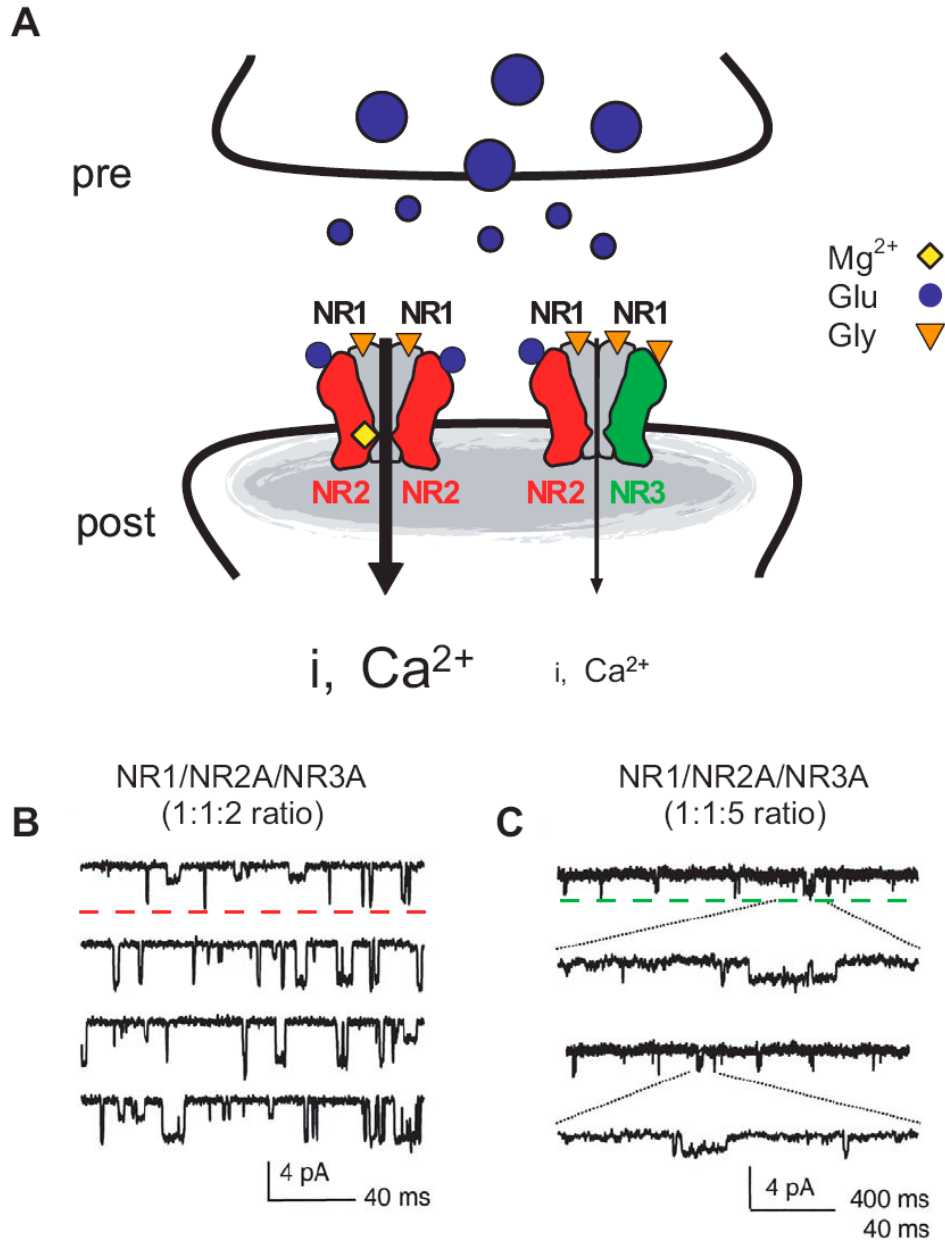 A
pre
Mg²⁺
Glu
Gly
NR1 NR1 NR1 NR1
NR2 NR2 NR2 NR3
post
i, Ca²⁺ i, Ca²⁺
NR1/NR2A/NR3A
(1:1:2 ratio)
B
4 pA
40 ms
NR1/NR2A/NR3A
(1:1:5 ratio)
C
4 pA
400 ms
40 ms